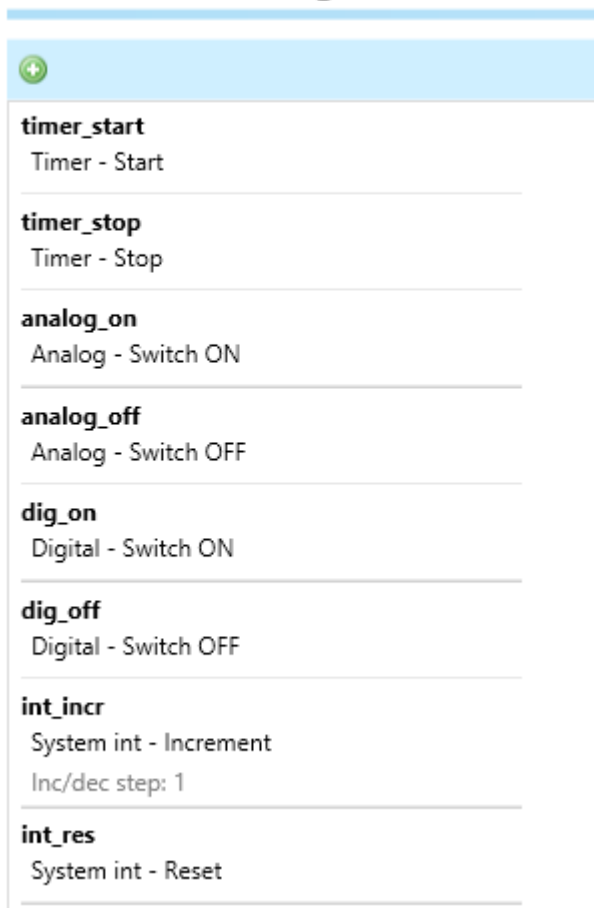 timer_start
Timer - Start
timer_stop
Timer - Stop
analog_on
Analog - Switch ON
analog_off
Analog - Switch OFF
dig_on
Digital - Switch ON
dig_off
Digital - Switch OFF
int_incr
System int - Increment
Inc/dec step: 1
int_res
System int - Reset